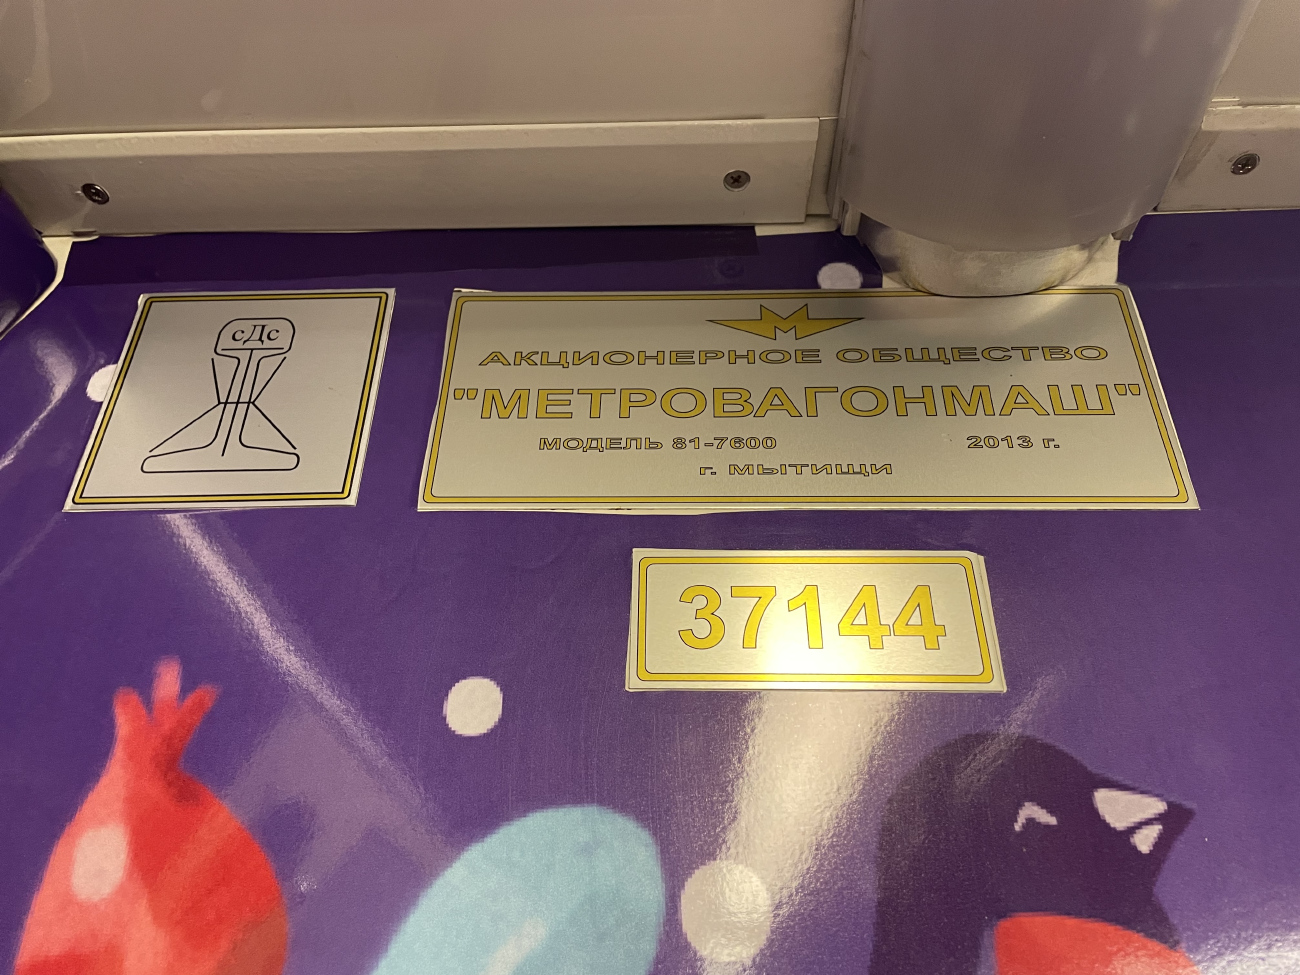 сДс
АКЦИОНЕРНОЕ ОБЩЕСТВО
"МЕТРОВАГОНМАШ"
МОДЕЛЬ 81-7600 2013 г.
г. МЫТИЩИ
37144